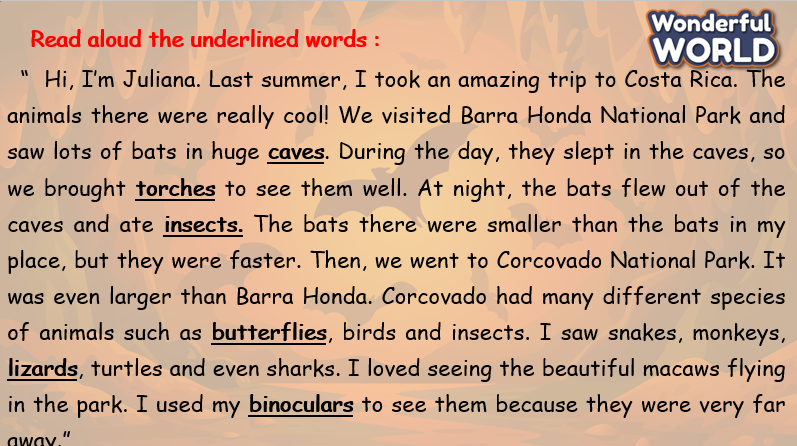 Wonderful
WORLD
Read aloud the underlined words :
“ Hi, I’m Juliana. Last summer, I took an amazing trip to Costa Rica. The
animals there were really cool! We visited Barra Honda National Park and
saw lots of bats in huge caves. During the day, they slept in the caves, so
we brought torches to see them well. At night, the bats flew out of the
caves and ate insects. The bats there were smaller than the bats in my
place, but they were faster. Then, we went to Corcovado National Park. It
was even larger than Barra Honda. Corcovado had many different species
of animals such as butterflies, birds and insects. I saw snakes, monkeys,
lizards, turtles and even sharks. I loved seeing the beautiful macaws flying
in the park. I used my binoculars to see them because they were very far
away.”